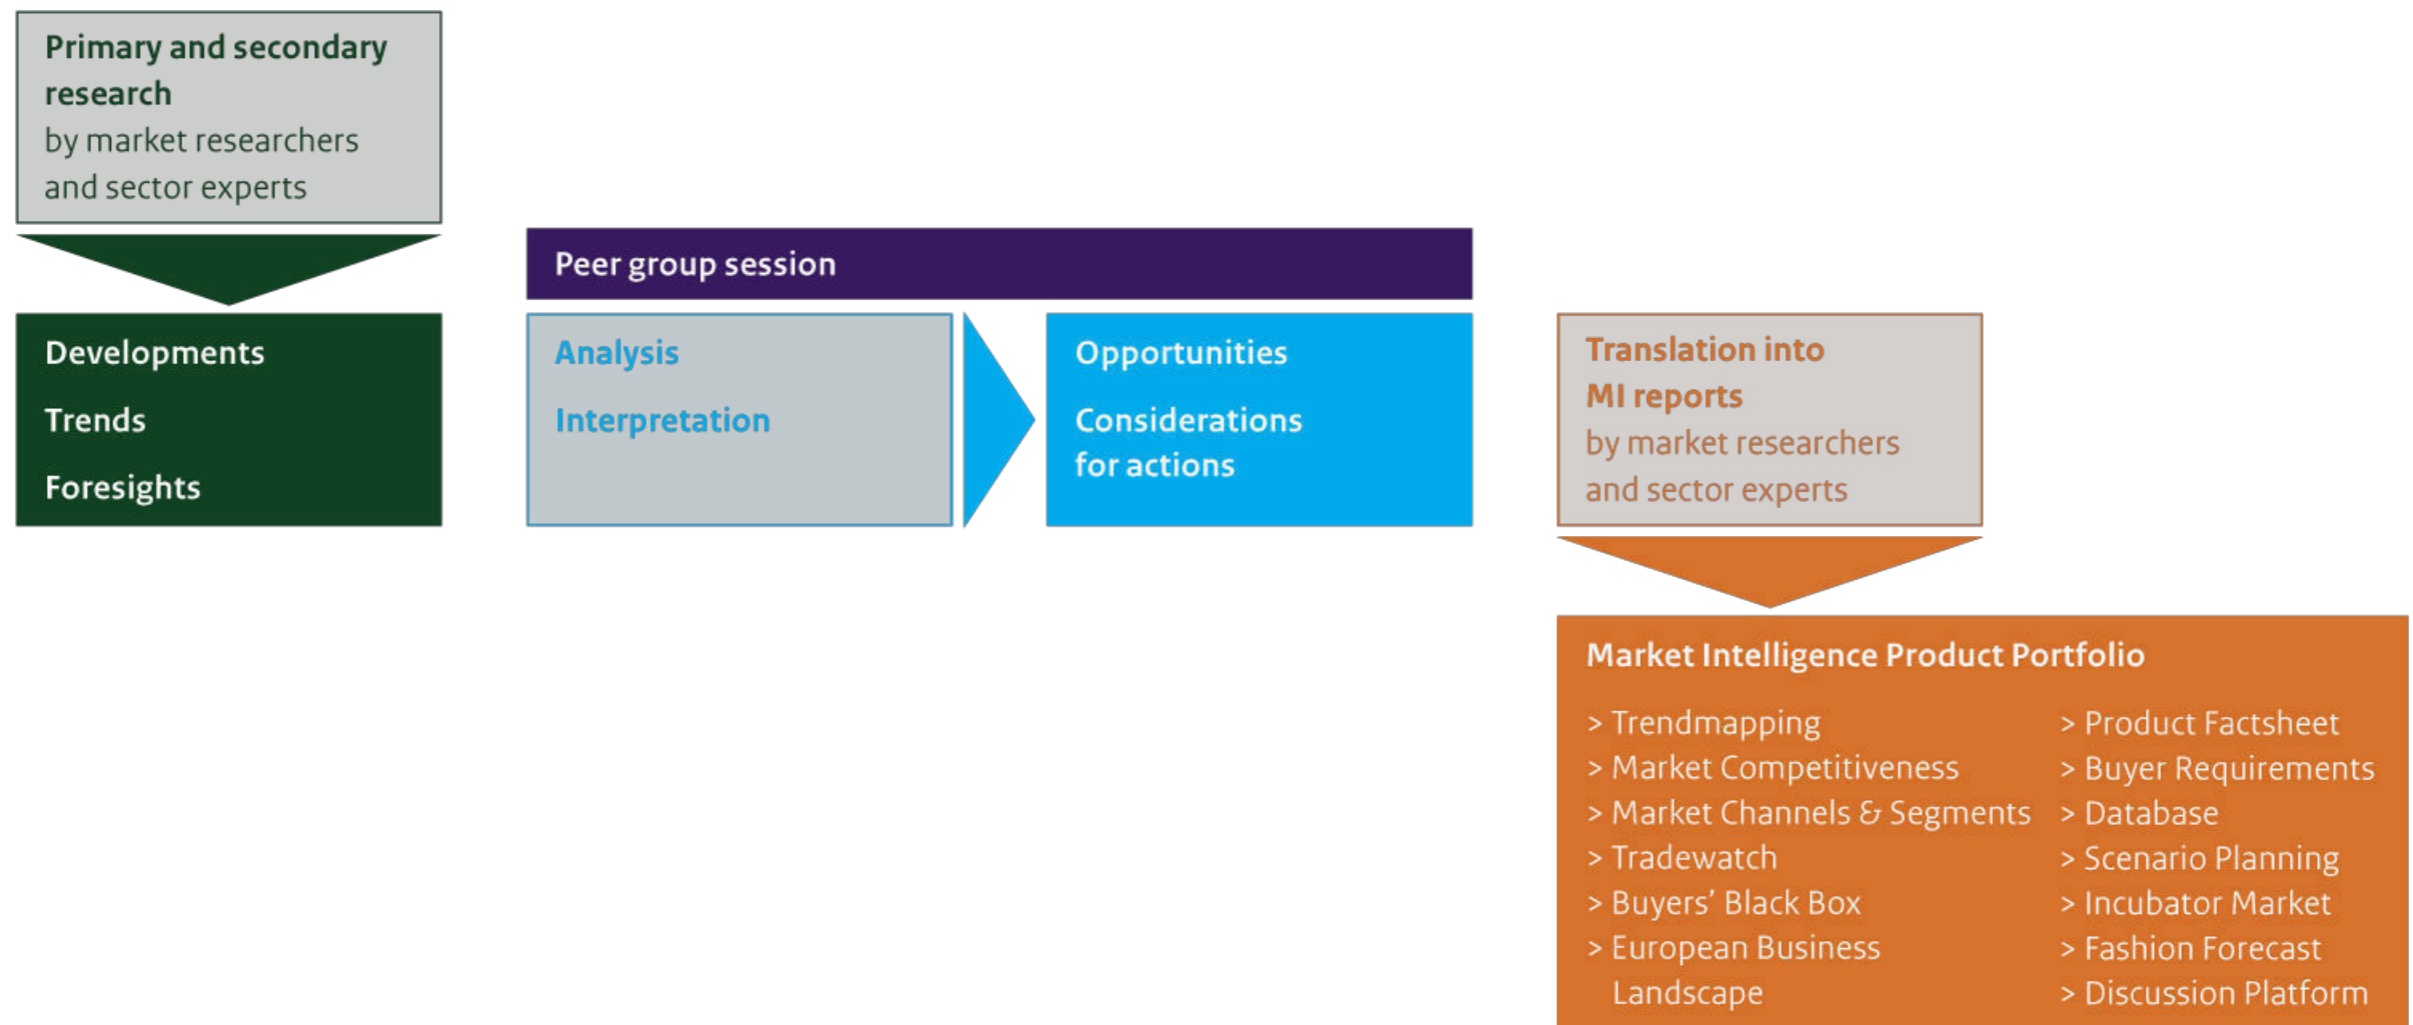 Primary and secondary
research
by market researchers
and sector experts
Developments
Trends
Foresights
Peer group session
Analysis
Interpretation
Opportunities
Considerations
for actions
Translation into
MI reports
by market researchers
and sector experts
Market Intelligence Product Portfolio
> Trendmapping
> Market Competitiveness
> Market Channels & Segments
> Tradewatch
> Buyers’ Black Box
> European Business
Landscape
> Product Factsheet
> Buyer Requirements
> Database
> Scenario Planning
> Incubator Market
> Fashion Forecast
> Discussion Platform